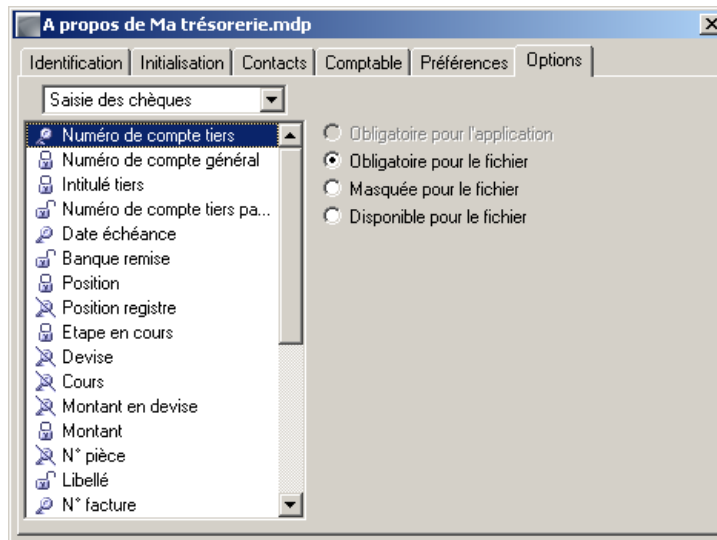 A propos de Ma trésorerie.mdp
Identification Initialisation Contacts Comptable Préférences Options
Saisie des chèques
Numéro de compte tiers
Numéro de compte général
Intitulé tiers
Numéro de compte tiers pa...
Date échéance
Banque remise
Position
Position registre
Etape en cours
Devise
Cours
Montant en devise
Montant
N° pièce
Libellé
N° facture
Obligatoire pour l'application
Obligatoire pour le fichier
Masquée pour le fichier
Disponible pour le fichier